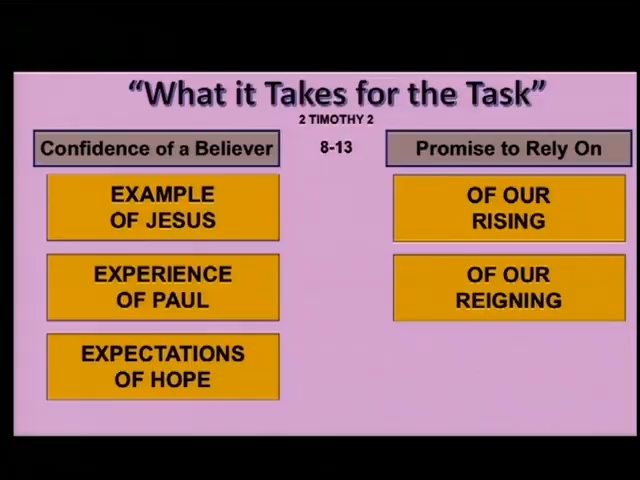 “What it Takes for the Task”
2 TIMOTHY 2
8-13
Confidence of a Believer
EXAMPLE
OF JESUS
EXPERIENCE
OF PAUL
EXPECTATIONS
OF HOPE
Promise to Rely On
OF OUR
RISING
OF OUR
REIGNING